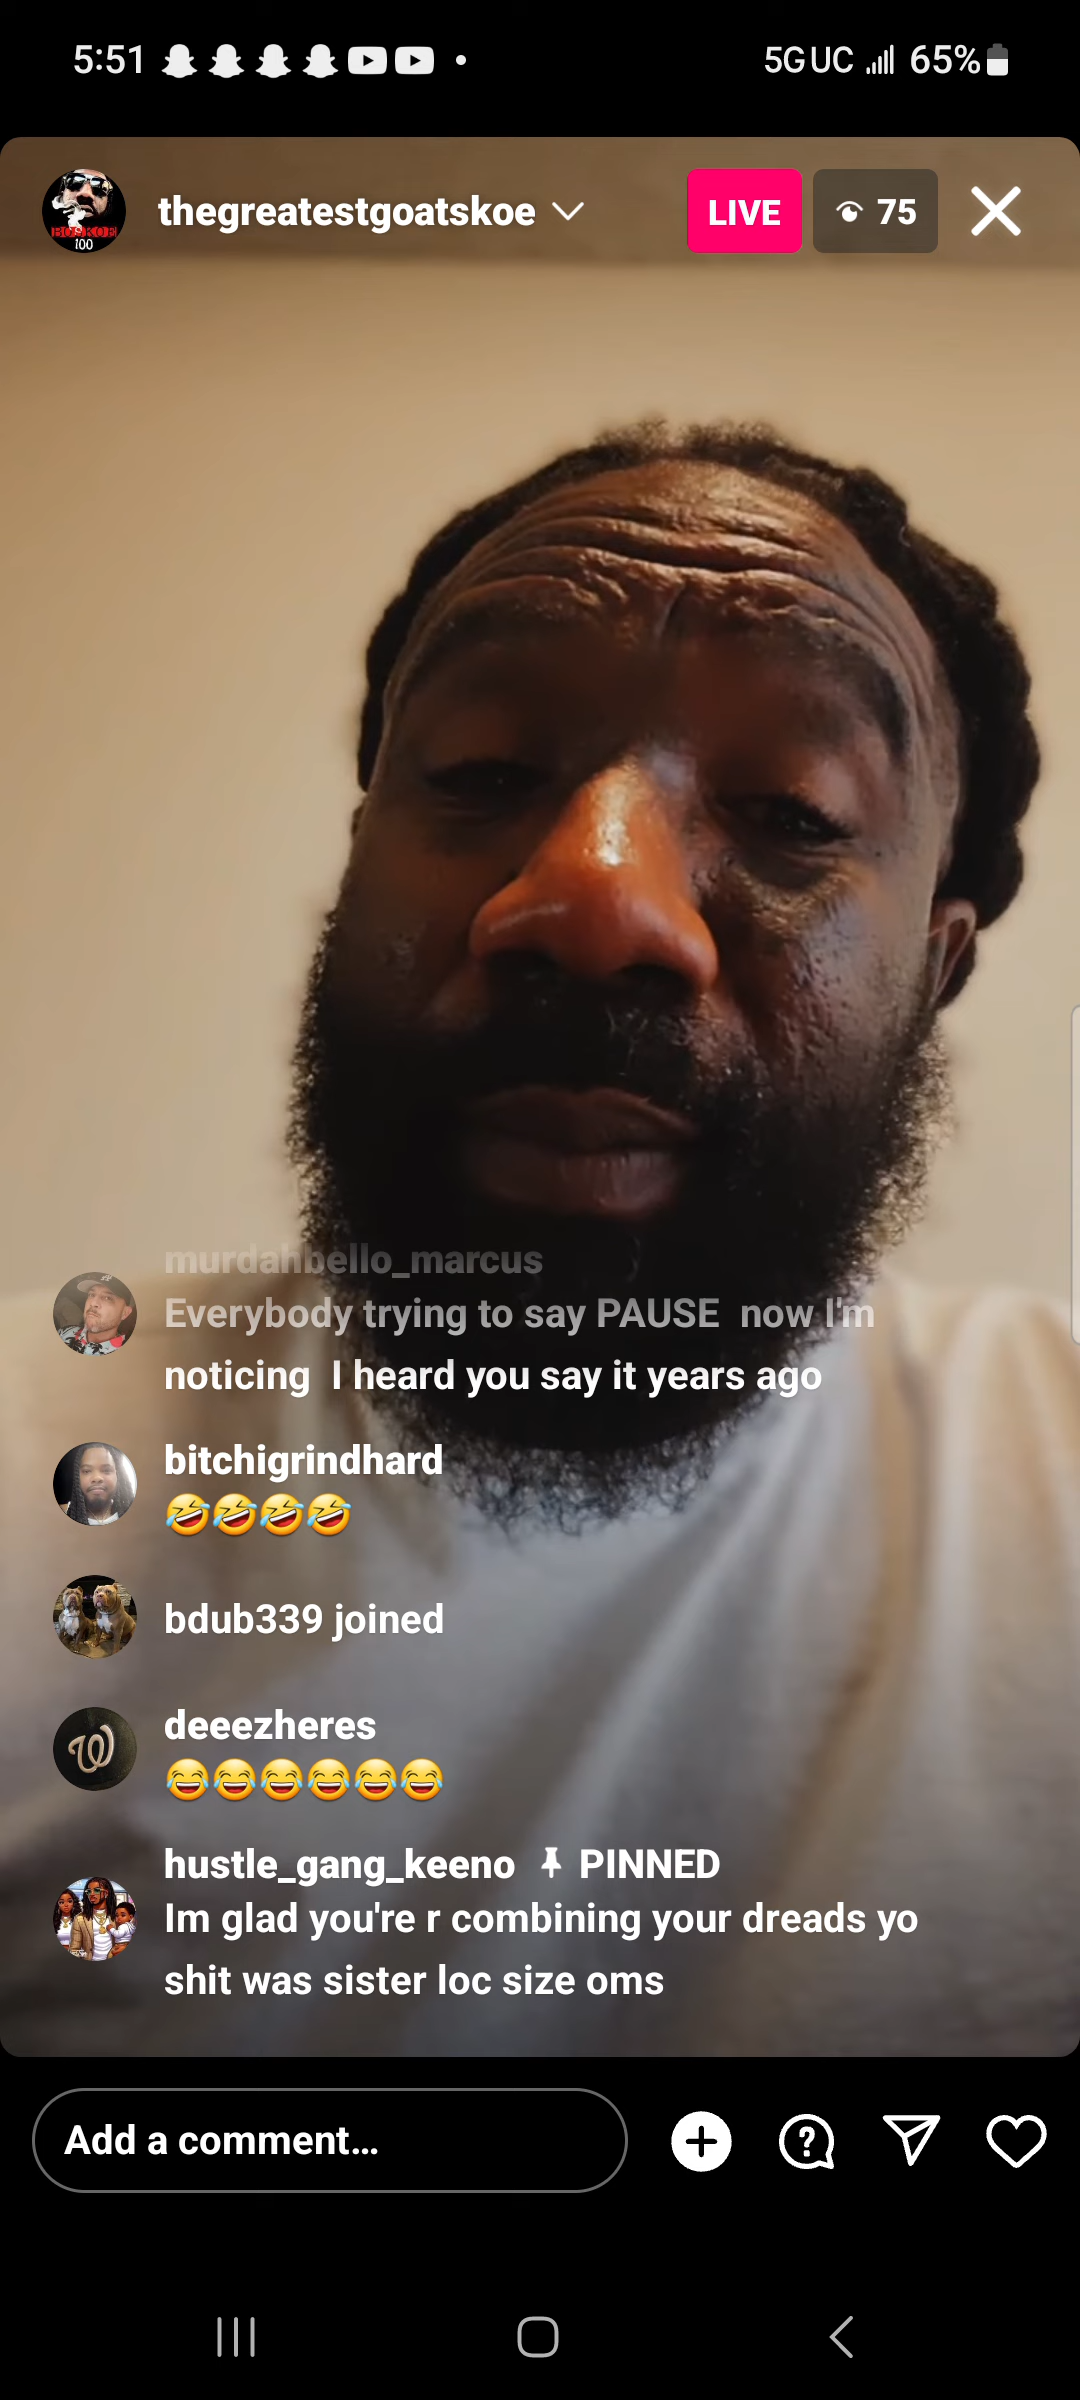 5:51 5G UC 65%
BOSKOE
100
thegreatestgoatskoe LIVE 75
murdahbello_marcus
Everybody trying to say PAUSE now I'm
noticing I heard you say it years ago
bitchigrindhard
🤣🤣🤣🤣
bdub339 joined
deeezheres
😂😂😂😂😂😂
hustle_gang_keeno PINNED
Im glad you're r combining your dreads yo
shit was sister loc size oms
Add a comment...